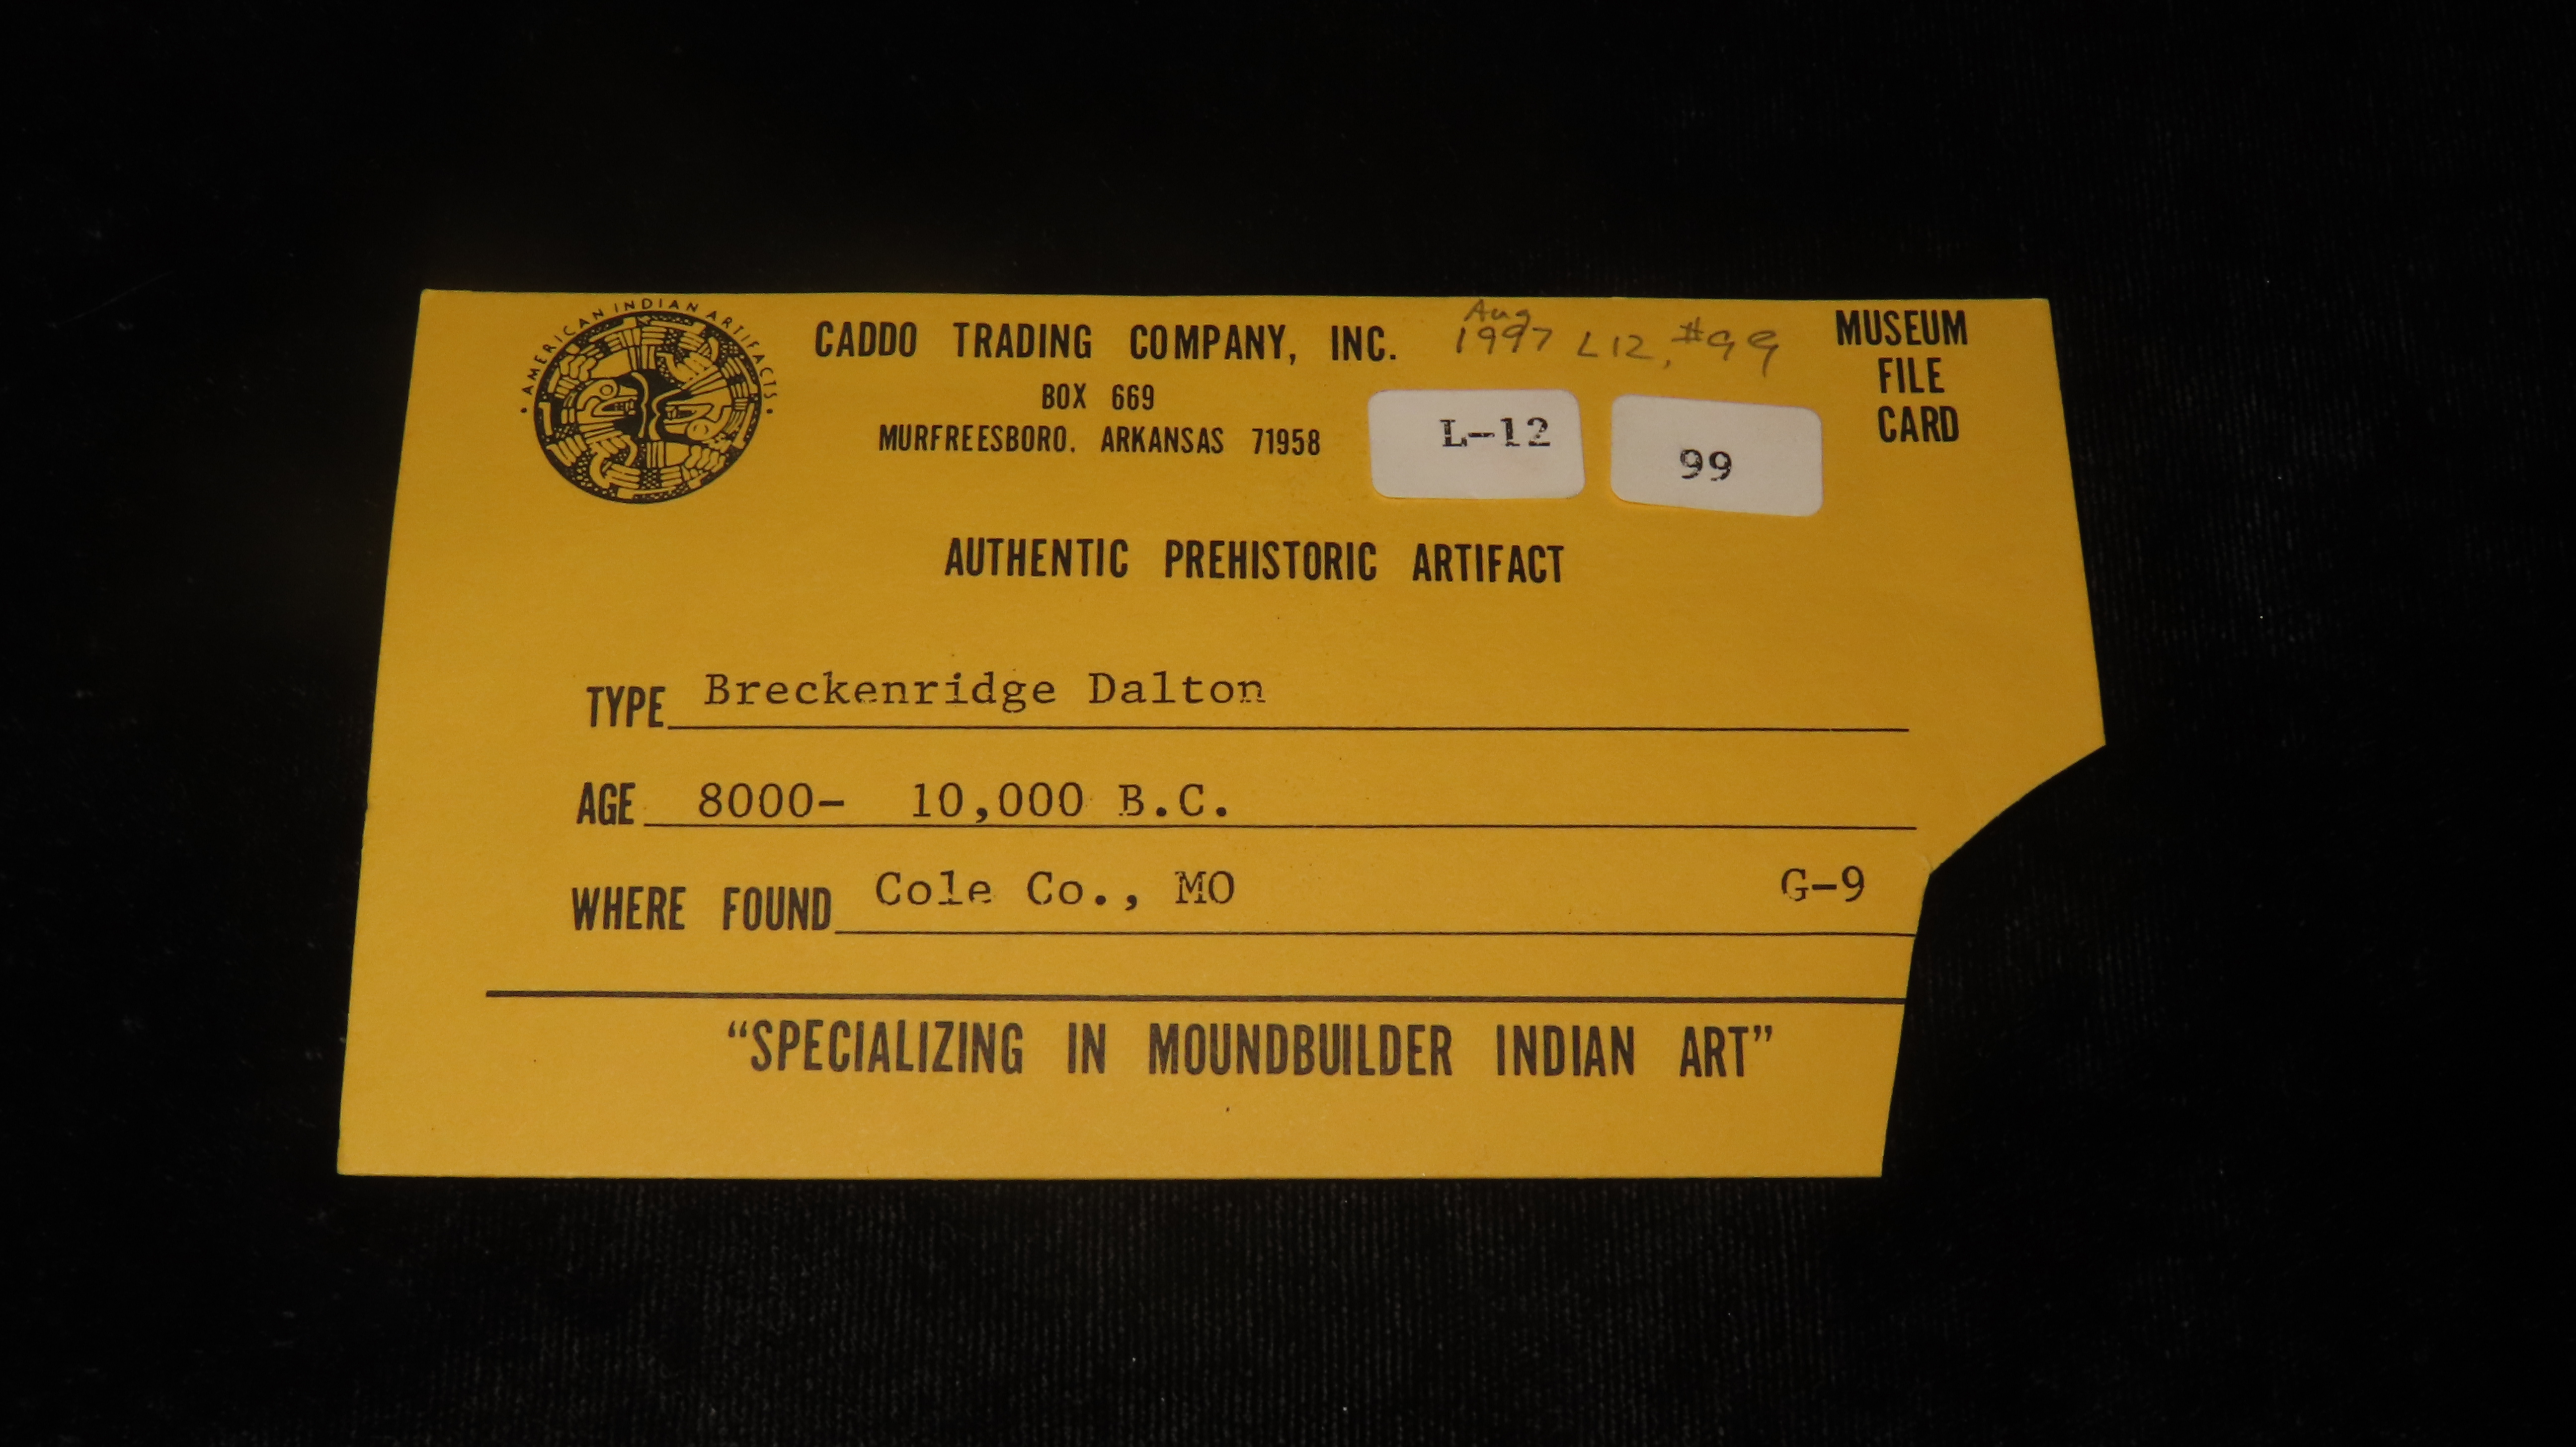 · AMERICAN INDIAN ARTIFACTS ·
CADDO TRADING COMPANY, INC.
BOX 669
MURFREESBORO, ARKANSAS 71958
Aug
1997 L12, #99
L-12
99
MUSEUM
FILE
CARD
AUTHENTIC PREHISTORIC ARTIFACT
TYPE Breckenridge Dalton
AGE 8000- 10,000 B.C.
WHERE FOUND Cole Co., MO G-9
“SPECIALIZING IN MOUNDBUILDER INDIAN ART”